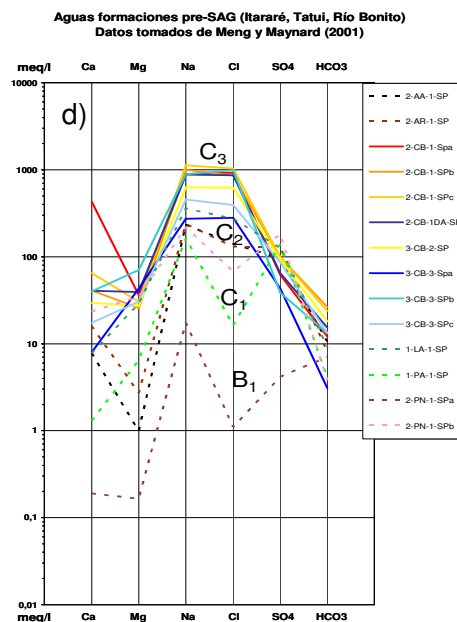 Aguas formaciones pre-SAG (Itararé, Tatui, Río Bonito)
Datos tomados de Meng y Maynard (2001)
meq/l Ca Mg Na Cl SO4 HCO3
10000
1000
100
10
1
0,1
0,01
d)
C3
C2
C1
B1
meq/l Ca Mg Na Cl SO4 HCO3
2-AA-1-SP
2-AR-1-SP
2-CB-1-Spa
2-CB-1-SPb
2-CB-1-SPc
2-CB-1DA-SP
3-CB-2-SP
3-CB-3-Spa
3-CB-3-SPb
3-CB-3-SPc
1-LA-1-SP
1-PA-1-SP
2-PN-1-SPa
2-PN-1-SPb